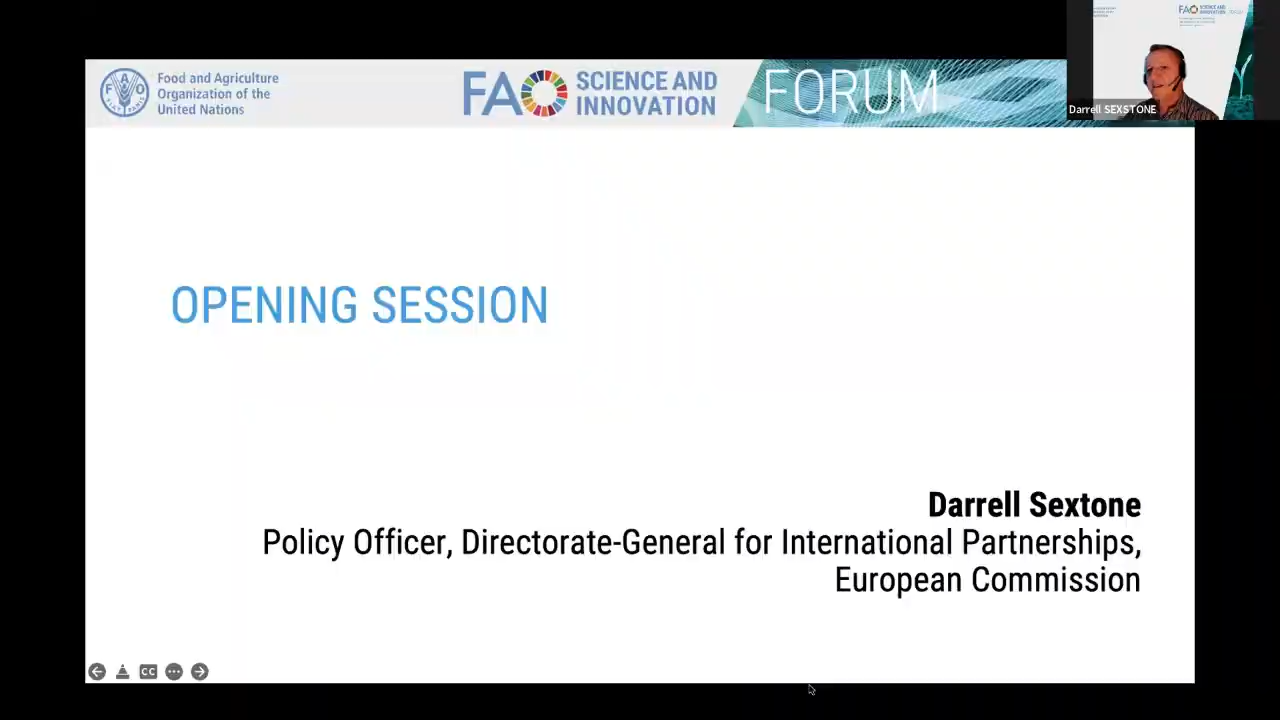 Food and Agriculture
Organization of the
United Nations
FAO SCIENCE AND
INNOVATION
FORUM
Darrell SEXSTONE
OPENING SESSION
Darrell Sextone
Policy Officer, Directorate-General for International Partnerships,
European Commission
CC